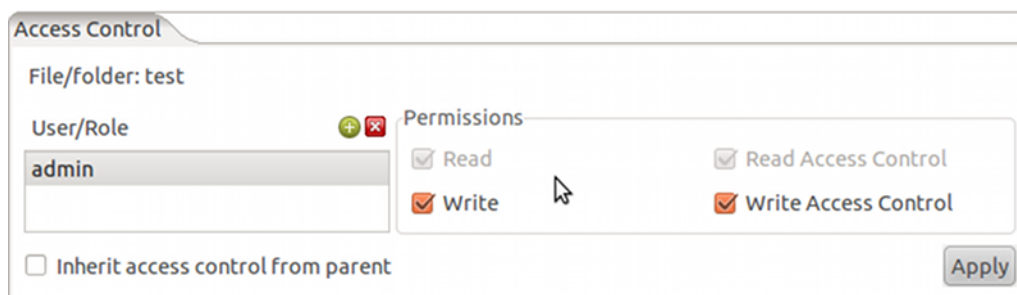 Access Control
File/folder: test
User/Role
Permissions
admin
Read
Read Access Control
Write
Write Access Control
Inherit access control from parent
Apply